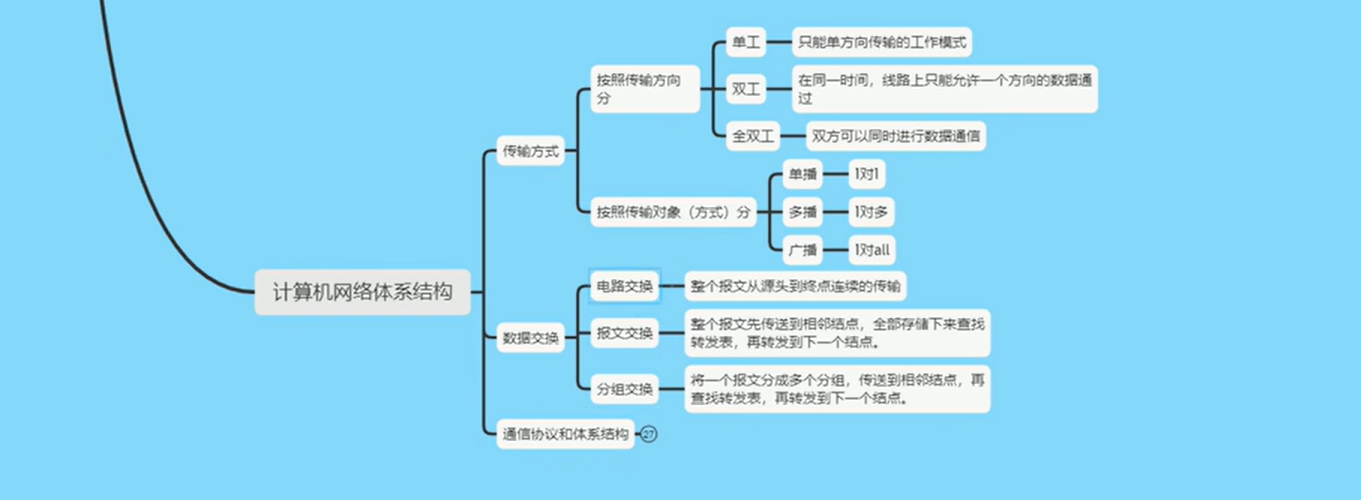 单工
只能单方向传输的工作模式
按照传输方向
分
双工
在同一时间，线路上只能允许一个方向的数据通
过
全双工
双方可以同时进行数据通信
传输方式
单播
1对1
按照传输对象（方式）分
多播
1对多
广播
1对all
计算机网络体系结构
电路交换
整个报文从源头到终点连续的传输
数据交换
报文交换
整个报文先传送到相邻结点，全部存储下来查找
转发表，再转发到下一个结点。
分组交换
将一个报文分成多个分组，传送到相邻结点，再
查找转发表，再转发到下一个结点。
通信协议和体系结构
27